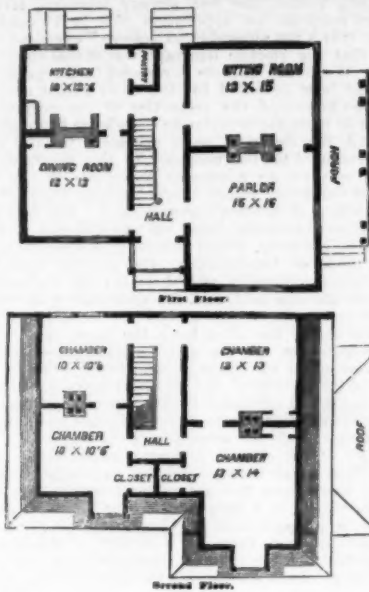 KITCHEN
10 X 10'6
PANTRY
SITTING ROOM
13 X 15
DINING ROOM
12 X 13
PARLOR
15 X 16
HALL
PORCH
First Floor.
CHAMBER
10 X 10'6
CHAMBER
13 X 13
CHAMBER
10 X 10'6
HALL
CLOSET
CLOSET
CHAMBER
13 X 14
ROOF
Second Floor.